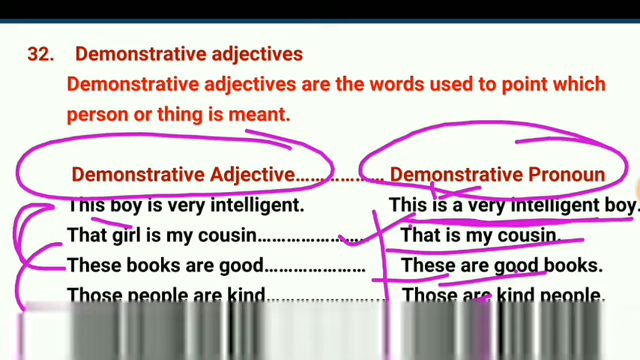 32. Demonstrative adjectives
Demonstrative adjectives are the words used to point which
person or thing is meant.
Demonstrative Adjective.................. Demonstrative Pronoun
This boy is very intelligent. This is a very intelligent boy.
That girl is my cousin...................... That is my cousin.
These books are good..................... These are good books.
Those people are kind..................... Those are kind people.